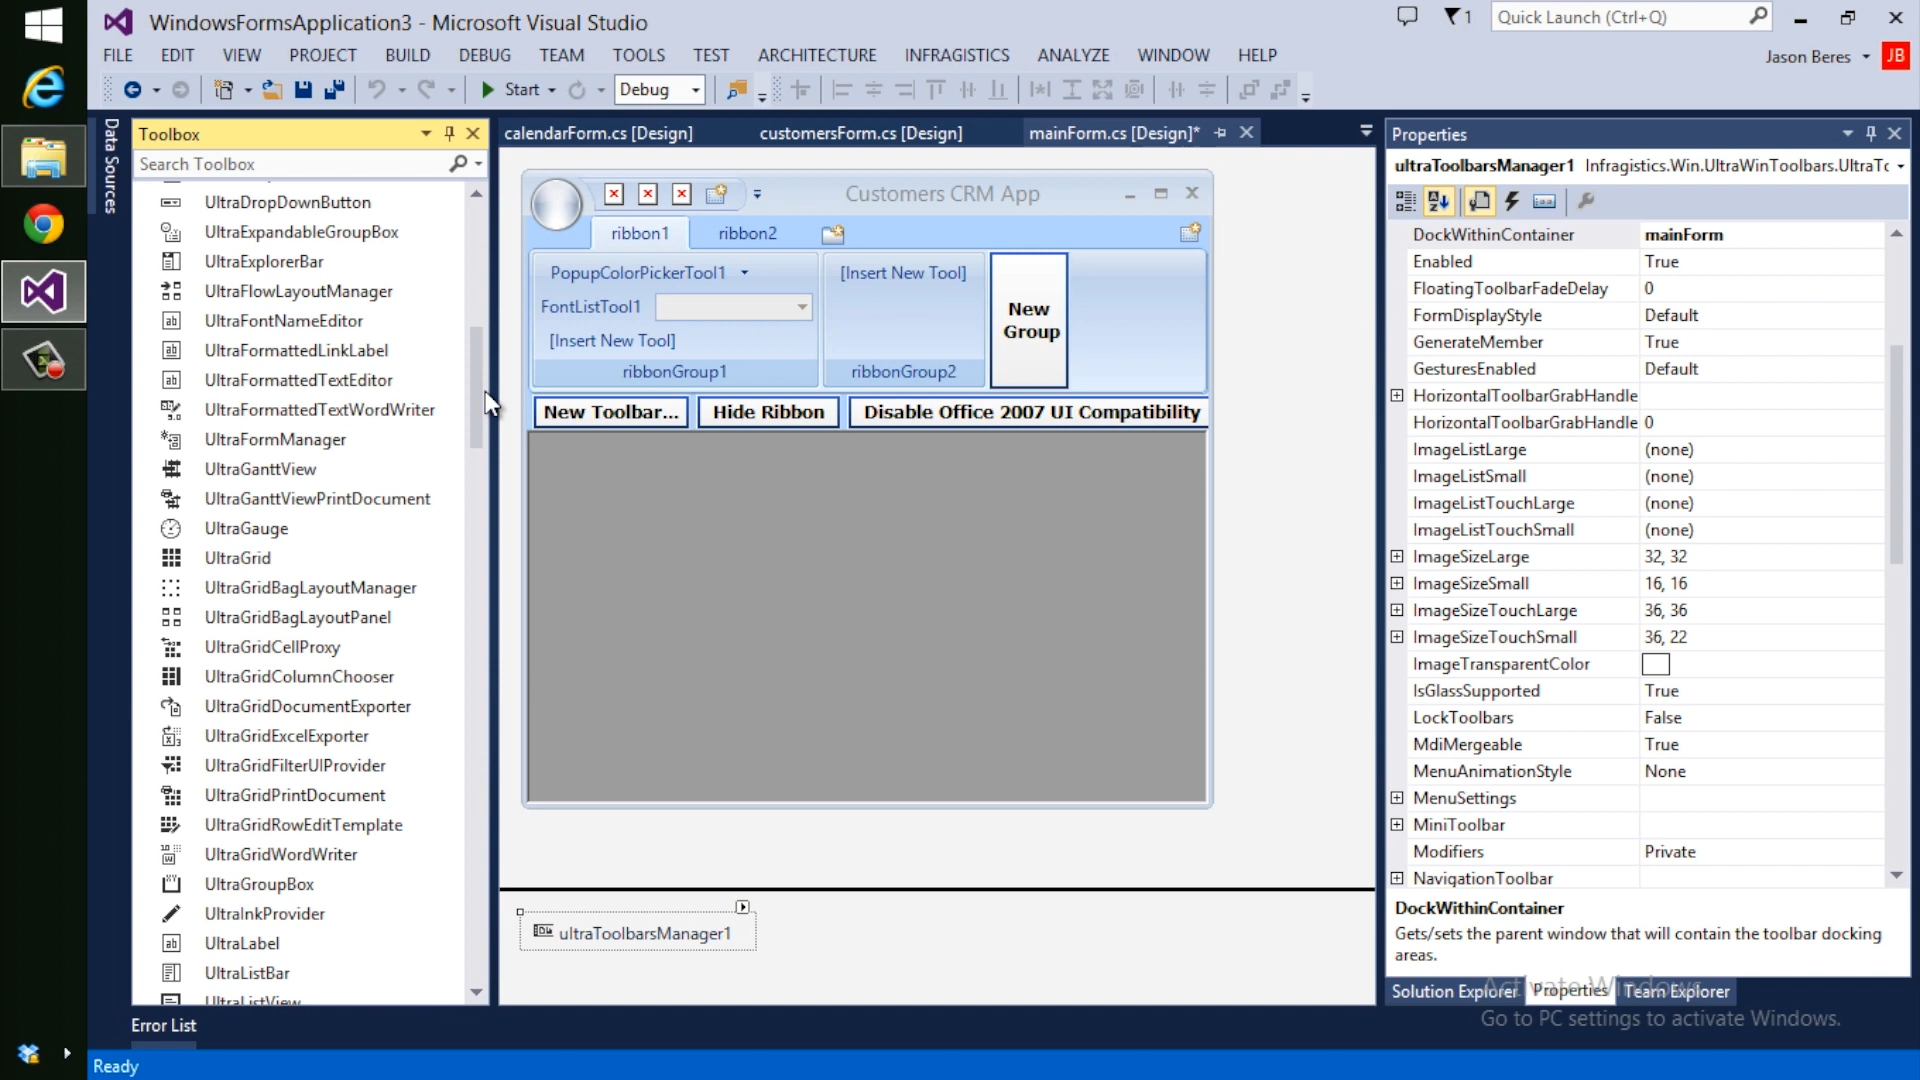 WindowsFormsApplication3 - Microsoft Visual Studio
1
Quick Launch (Ctrl+Q)
FILE EDIT VIEW PROJECT BUILD DEBUG TEAM TOOLS TEST ARCHITECTURE INFRAGISTICS ANALYZE WINDOW HELP
Jason Beres JB
Start Debug
Data Sources
Toolbox
Search Toolbox
UltraDropDownButton
UltraExpandableGroupBox
UltraExplorerBar
UltraFlowLayoutManager
UltraFontNameEditor
UltraFormattedLinkLabel
UltraFormattedTextEditor
UltraFormattedTextWordWriter
UltraFormManager
UltraGanttView
UltraGanttViewPrintDocument
UltraGauge
UltraGrid
UltraGridBagLayoutManager
UltraGridBagLayoutPanel
UltraGridCellProxy
UltraGridColumnChooser
UltraGridDocumentExporter
UltraGridExcelExporter
UltraGridFilterUIProvider
UltraGridPrintDocument
UltraGridRowEditTemplate
UltraGridWordWriter
UltraGroupBox
UltraInkProvider
UltraLabel
UltraListBar
UltraListView
calendarForm.cs [Design] customersForm.cs [Design] mainForm.cs [Design]*
Customers CRM App
ribbon1 ribbon2
PopupColorPickerTool1
FontListTool1
[Insert New Tool]
ribbonGroup1
[Insert New Tool]
ribbonGroup2
New
Group
New Toolbar... Hide Ribbon Disable Office 2007 UI Compatibility
ultraToolbarsManager1
Properties
ultraToolbarsManager1 Infragistics.Win.UltraWinToolbars.UltraTc
DockWithinContainer mainForm
Enabled True
FloatingToolbarFadeDelay 0
FormDisplayStyle Default
GenerateMember True
GesturesEnabled Default
HorizontalToolbarGrabHandle
HorizontalToolbarGrabHandle 0
ImageListLarge (none)
ImageListSmall (none)
ImageListTouchLarge (none)
ImageListTouchSmall (none)
ImageSizeLarge 32, 32
ImageSizeSmall 16, 16
ImageSizeTouchLarge 36, 36
ImageSizeTouchSmall 36, 22
ImageTransparentColor
IsGlassSupported True
LockToolbars False
MdiMergeable True
MenuAnimationStyle None
MenuSettings
MiniToolbar
Modifiers Private
NavigationToolbar
DockWithinContainer
Gets/sets the parent window that will contain the toolbar docking
areas.
Solution Explorer Properties Team Explorer
Activate Windows
Go to PC settings to activate Windows.
Error List
Ready